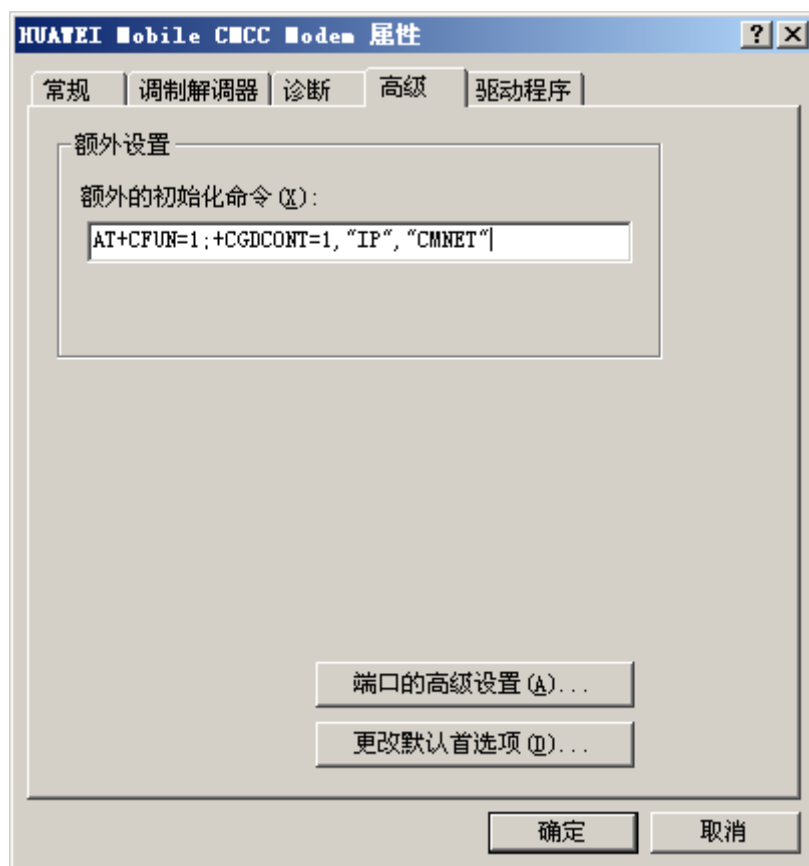 HUAWEI Mobile CMCC Modem 属性
常规 调制解调器 诊断 高级 驱动程序
额外设置
额外的初始化命令(X):
AT+CFUN=1;+CGDCONT=1,“IP“,“CMNET“
端口的高级设置(A)...
更改默认首选项(D)...
确定 取消